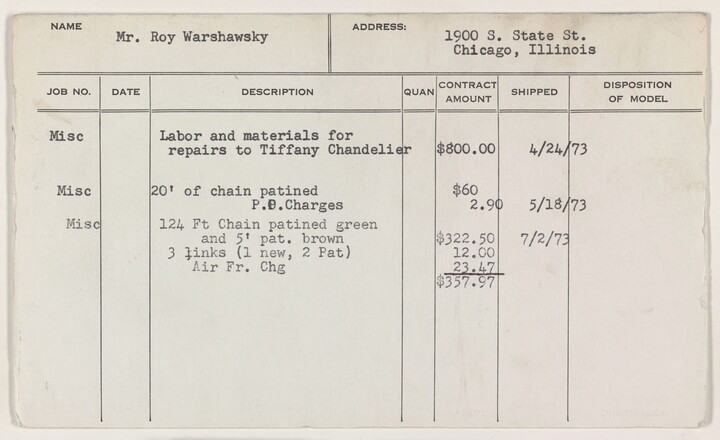 NAME Mr. Roy Warshawsky ADDRESS: 1900 S. State St.
Chicago, Illinois
JOB NO. DATE DESCRIPTION QUAN CONTRACT AMOUNT SHIPPED DISPOSITION OF MODEL
Misc Labor and materials for
repairs to Tiffany Chandelier $800.00 4/24/73
Misc 20' of chain patined $60
P.O.Charges 2.90 5/18/73
Misc 124 Ft Chain patined green
and 5' pat. brown $322.50 7/2/73
3 links (1 new, 2 Pat) 12.00
Air Fr. Chg 23.47
$357.97